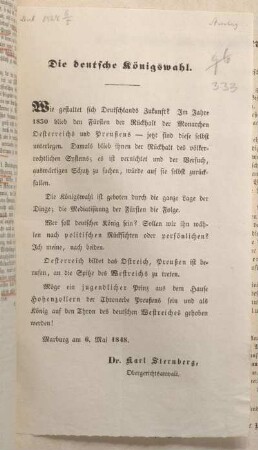 333
Die deutsche Königswahl.
Wie gestaltet sich Deutschlands Zukunft? Im Jahre
1830 blieb den Fürsten der Rückhalt der Monarchen
Oesterreichs und Preußens — jetzt sind diese selbst
unterlegen. Damals blieb ihnen der Rückhalt des völker-
rechtlichen Systems; es ist vernichtet und der Versuch,
auswärtiges Schutz zu suchen, würde auf sie selbst zurück-
fallen.
Die Königswahl ist geboten durch die ganze Lage der
Dinge; die Mediatisirung der Fürsten die Folge.
Wer soll deutscher König sein? Sollen wir ihn wäh-
len nach politischen Rücksichten oder persönlichen?
Ich meine, nach beiden.
Oesterreich bildet das Ostreich, Preußen ist be-
rufen, an die Spitze des Westreichs zu treten.
Möge ein jugendlicher Prinz aus dem Hause
Hohenzollern der Thronerbe Preußens sein und als
König auf den Thron des deutschen Westreichs gehoben
werden!
Marburg am 6. Mai 1848.
Dr. Karl Sternberg,
Obergerichtsanwalt.